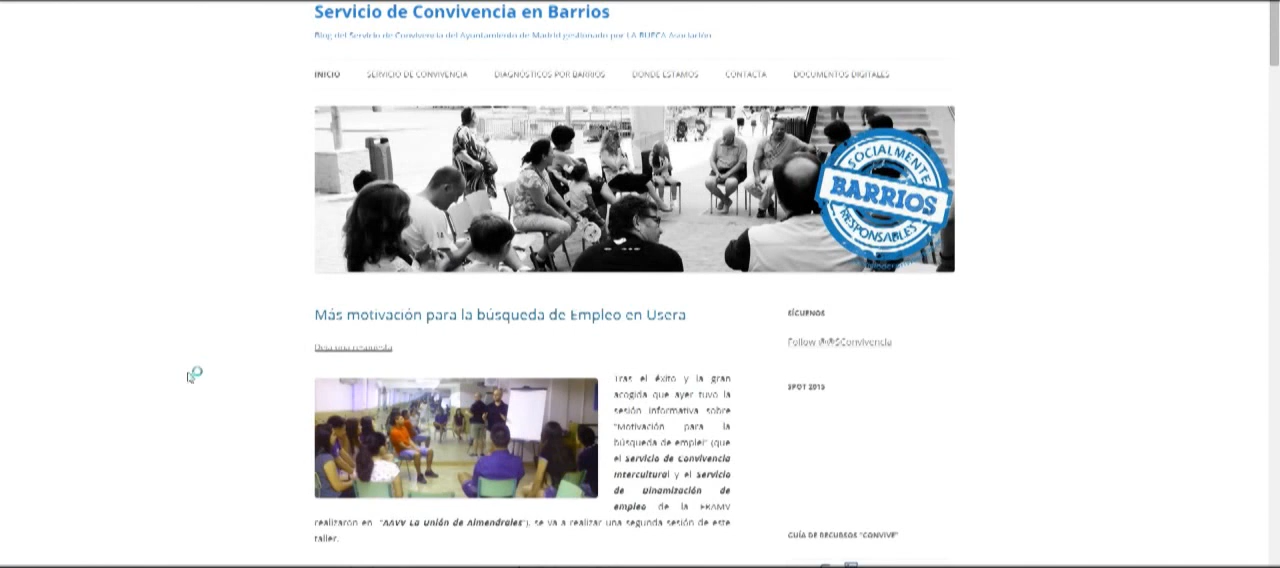 Servicio de Convivencia en Barrios
Blog del Servicio de Convivencia del Ayuntamiento de Madrid gestionado por LA RUECA Asociación
INICIO SERVICIO DE CONVIVENCIA DIAGNÓSTICOS POR BARRIOS DÓNDE ESTAMOS CONTACTA DOCUMENTOS DIGITALES
SOCIALMENTE
BARRIOS
RESPONSABLES
Más motivación para la búsqueda de Empleo en Usera
Deja una respuesta
Tras el éxito y la gran
acogida que ayer tuvo la
sesión informativa sobre
"Motivación para la
búsqueda de emple!" (que
el servicio de Convivencia
Intercultural y el servicio
de Dinamización de
empleo de la FRAMV
realizaron en "AAVV La Unión de Almendrales"), se va a realizar una segunda sesión de este
taller.
SÍGUENOS
Follow @@SConvivencia
SPOT 2015
GUÍA DE RECURSOS "CONVIVE"